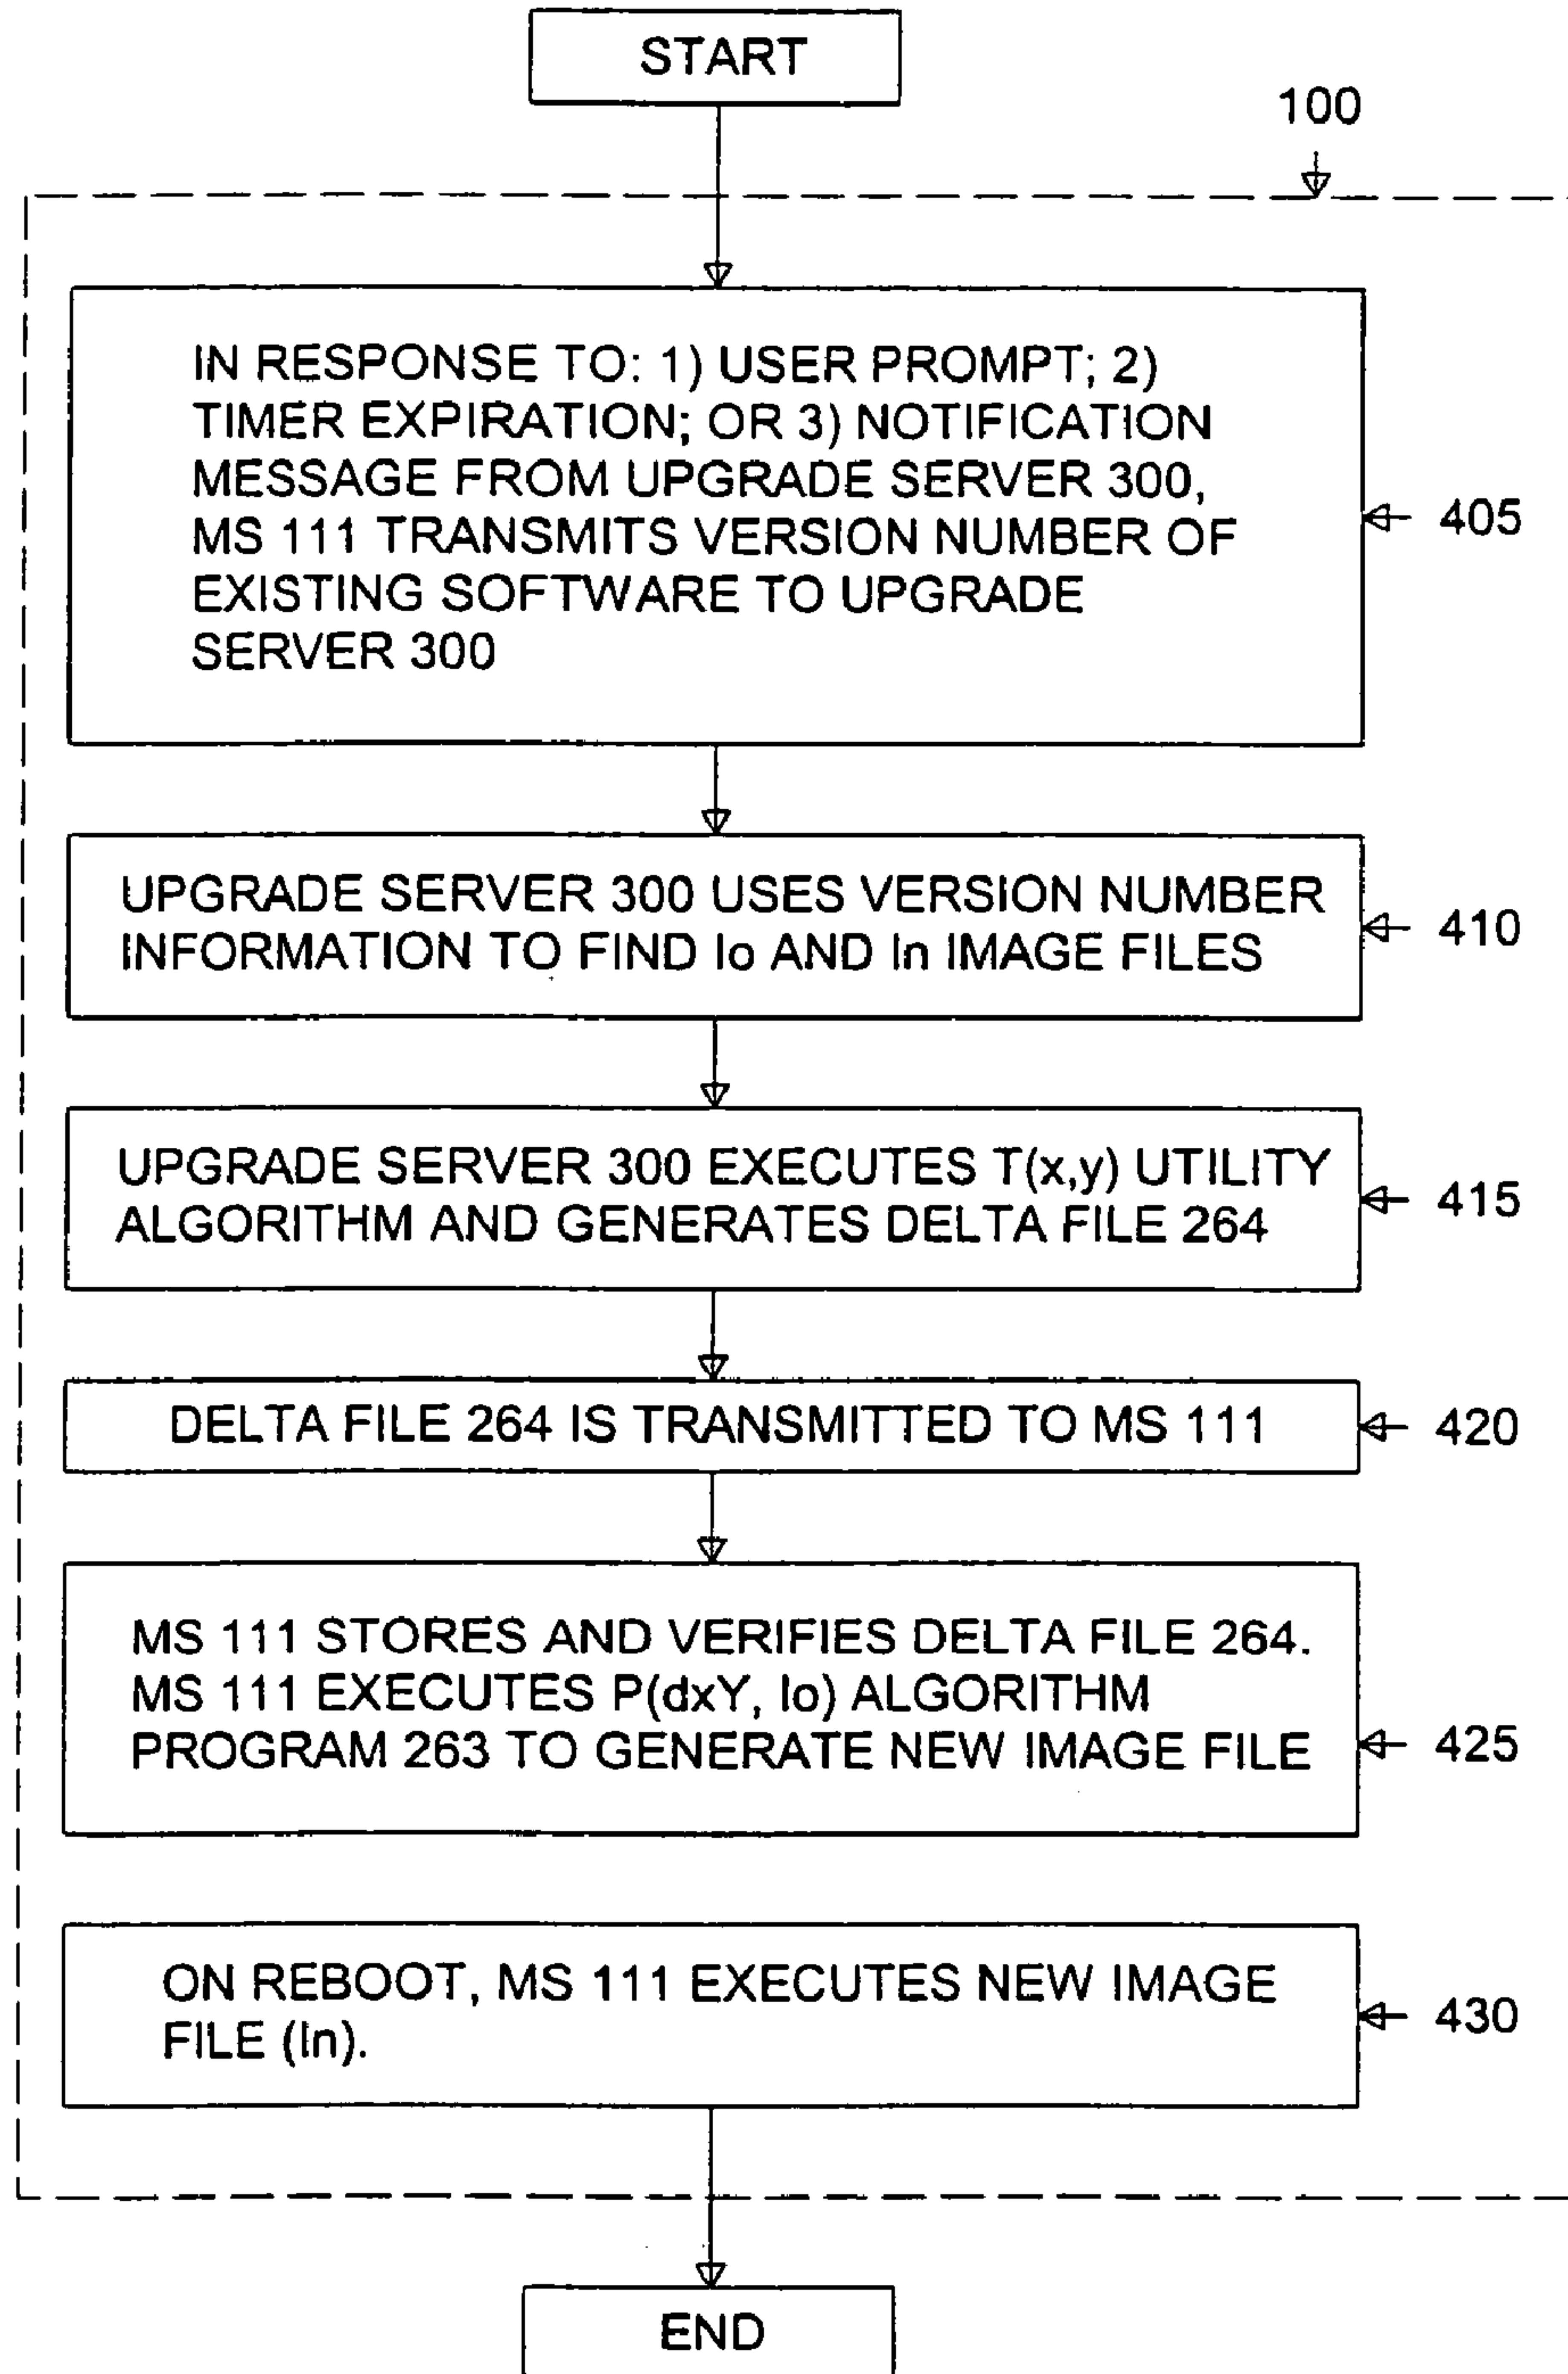 START
100
IN RESPONSE TO: 1) USER PROMPT; 2)
TIMER EXPIRATION; OR 3) NOTIFICATION
MESSAGE FROM UPGRADE SERVER 300,
MS 111 TRANSMITS VERSION NUMBER OF
EXISTING SOFTWARE TO UPGRADE
SERVER 300
405
UPGRADE SERVER 300 USES VERSION NUMBER
INFORMATION TO FIND Io AND In IMAGE FILES
410
UPGRADE SERVER 300 EXECUTES T(x,y) UTILITY
ALGORITHM AND GENERATES DELTA FILE 264
415
DELTA FILE 264 IS TRANSMITTED TO MS 111
420
MS 111 STORES AND VERIFIES DELTA FILE 264.
MS 111 EXECUTES P(dxY, Io) ALGORITHM
PROGRAM 263 TO GENERATE NEW IMAGE FILE
425
ON REBOOT, MS 111 EXECUTES NEW IMAGE
FILE (In).
430
END